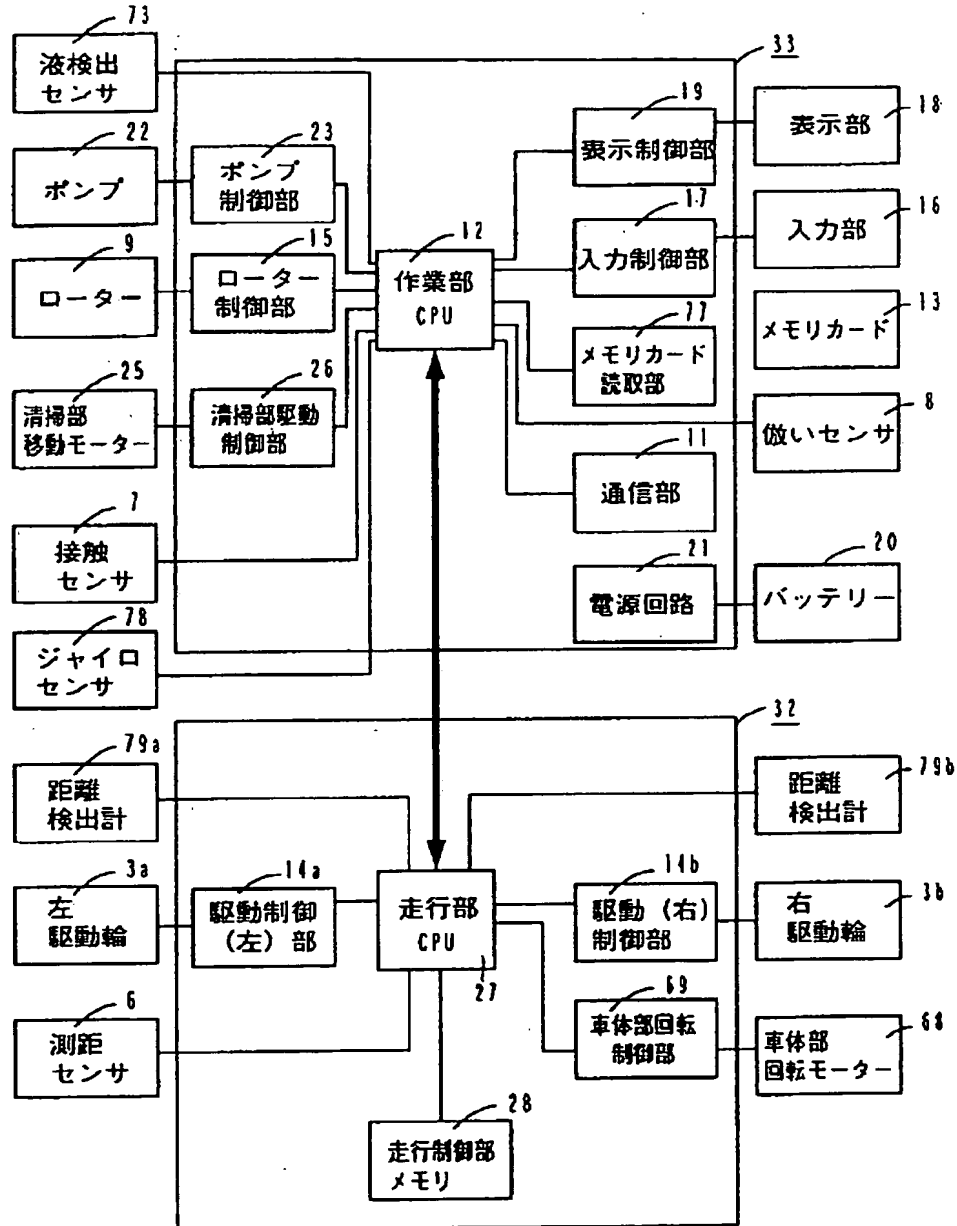 73
液検出
センサ
22
ポンプ
23
ポンプ
制御部
9
ローター
15
ローター
制御部
25
清掃部
移動モーター
26
清掃部駆動
制御部
7
接触
センサ
78
ジャイロ
センサ
12
作業部
CPU
33
19
表示制御部
18
表示部
17
入力制御部
16
入力部
77
メモリカード
読取部
13
メモリカード
8
倣いセンサ
11
通信部
21
電源回路
20
バッテリー
32
79a
距離
検出計
79b
距離
検出計
3a
左
駆動輪
14a
駆動制御
(左)部
走行部
CPU
27
14b
駆動(右)
制御部
3b
右
駆動輪
6
測距
センサ
69
車体部回転
制御部
68
車体部
回転モーター
28
走行制御部
メモリ